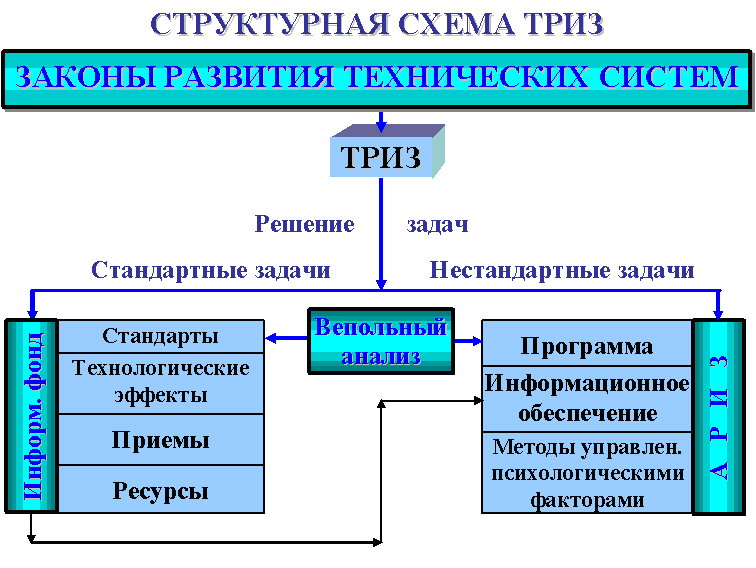 СТРУКТУРНАЯ СХЕМА ТРИЗ
ЗАКОНЫ РАЗВИТИЯ ТЕХНИЧЕСКИХ СИСТЕМ
ТРИЗ
Решение задач
Стандартные задачи
Нестандартные задачи
Информ. фонд
Стандарты
Технологические
эффекты
Приемы
Ресурсы
Вепольный
анализ
Программа
Информационное
обеспечение
Методы управлен.
психологическими
факторами
А Р И З